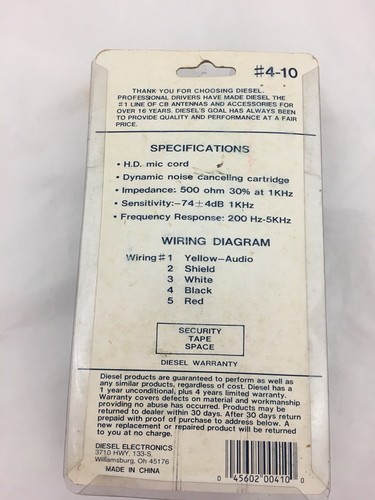 #4-10
THANK YOU FOR CHOOSING DIESEL.
PROFESSIONAL DRIVERS HAVE MADE DIESEL THE
#1 LINE OF CB ANTENNAS AND ACCESSORIES FOR
OVER 16 YEARS. DIESEL'S GOAL HAS ALWAYS BEEN
TO PROVIDE QUALITY AND PERFORMANCE AT A FAIR
PRICE.
SPECIFICATIONS
• H.D. mic cord
• Dynamic noise canceling cartridge
• Impedance: 500 ohm 30% at 1KHz
• Sensitivity:-74±4dB 1KHz
• Frequency Response: 200 Hz-5KHz
WIRING DIAGRAM
Wiring #1 Yellow-Audio
2 Shield
3 White
4 Black
5 Red
SECURITY
TAPE
SPACE
DIESEL WARRANTY
Diesel products are guaranteed to perform as well as
any similar products, regardless of cost. Diesel has a
1 year unconditional, plus 4 years limited warranty.
Warranty covers defects on material and workmanship
providing no abuse has occurred. Products may be
returned to dealer within 30 days. After 30 days return
prepaid with proof of purchase to address below. A
new replacement or repaired product will be returned
to you at no charge.
DIESEL ELECTRONICS
3710 HWY, 133-S.
Williamsburg, Oh 45176
MADE IN CHINA
0 45602 00410 0